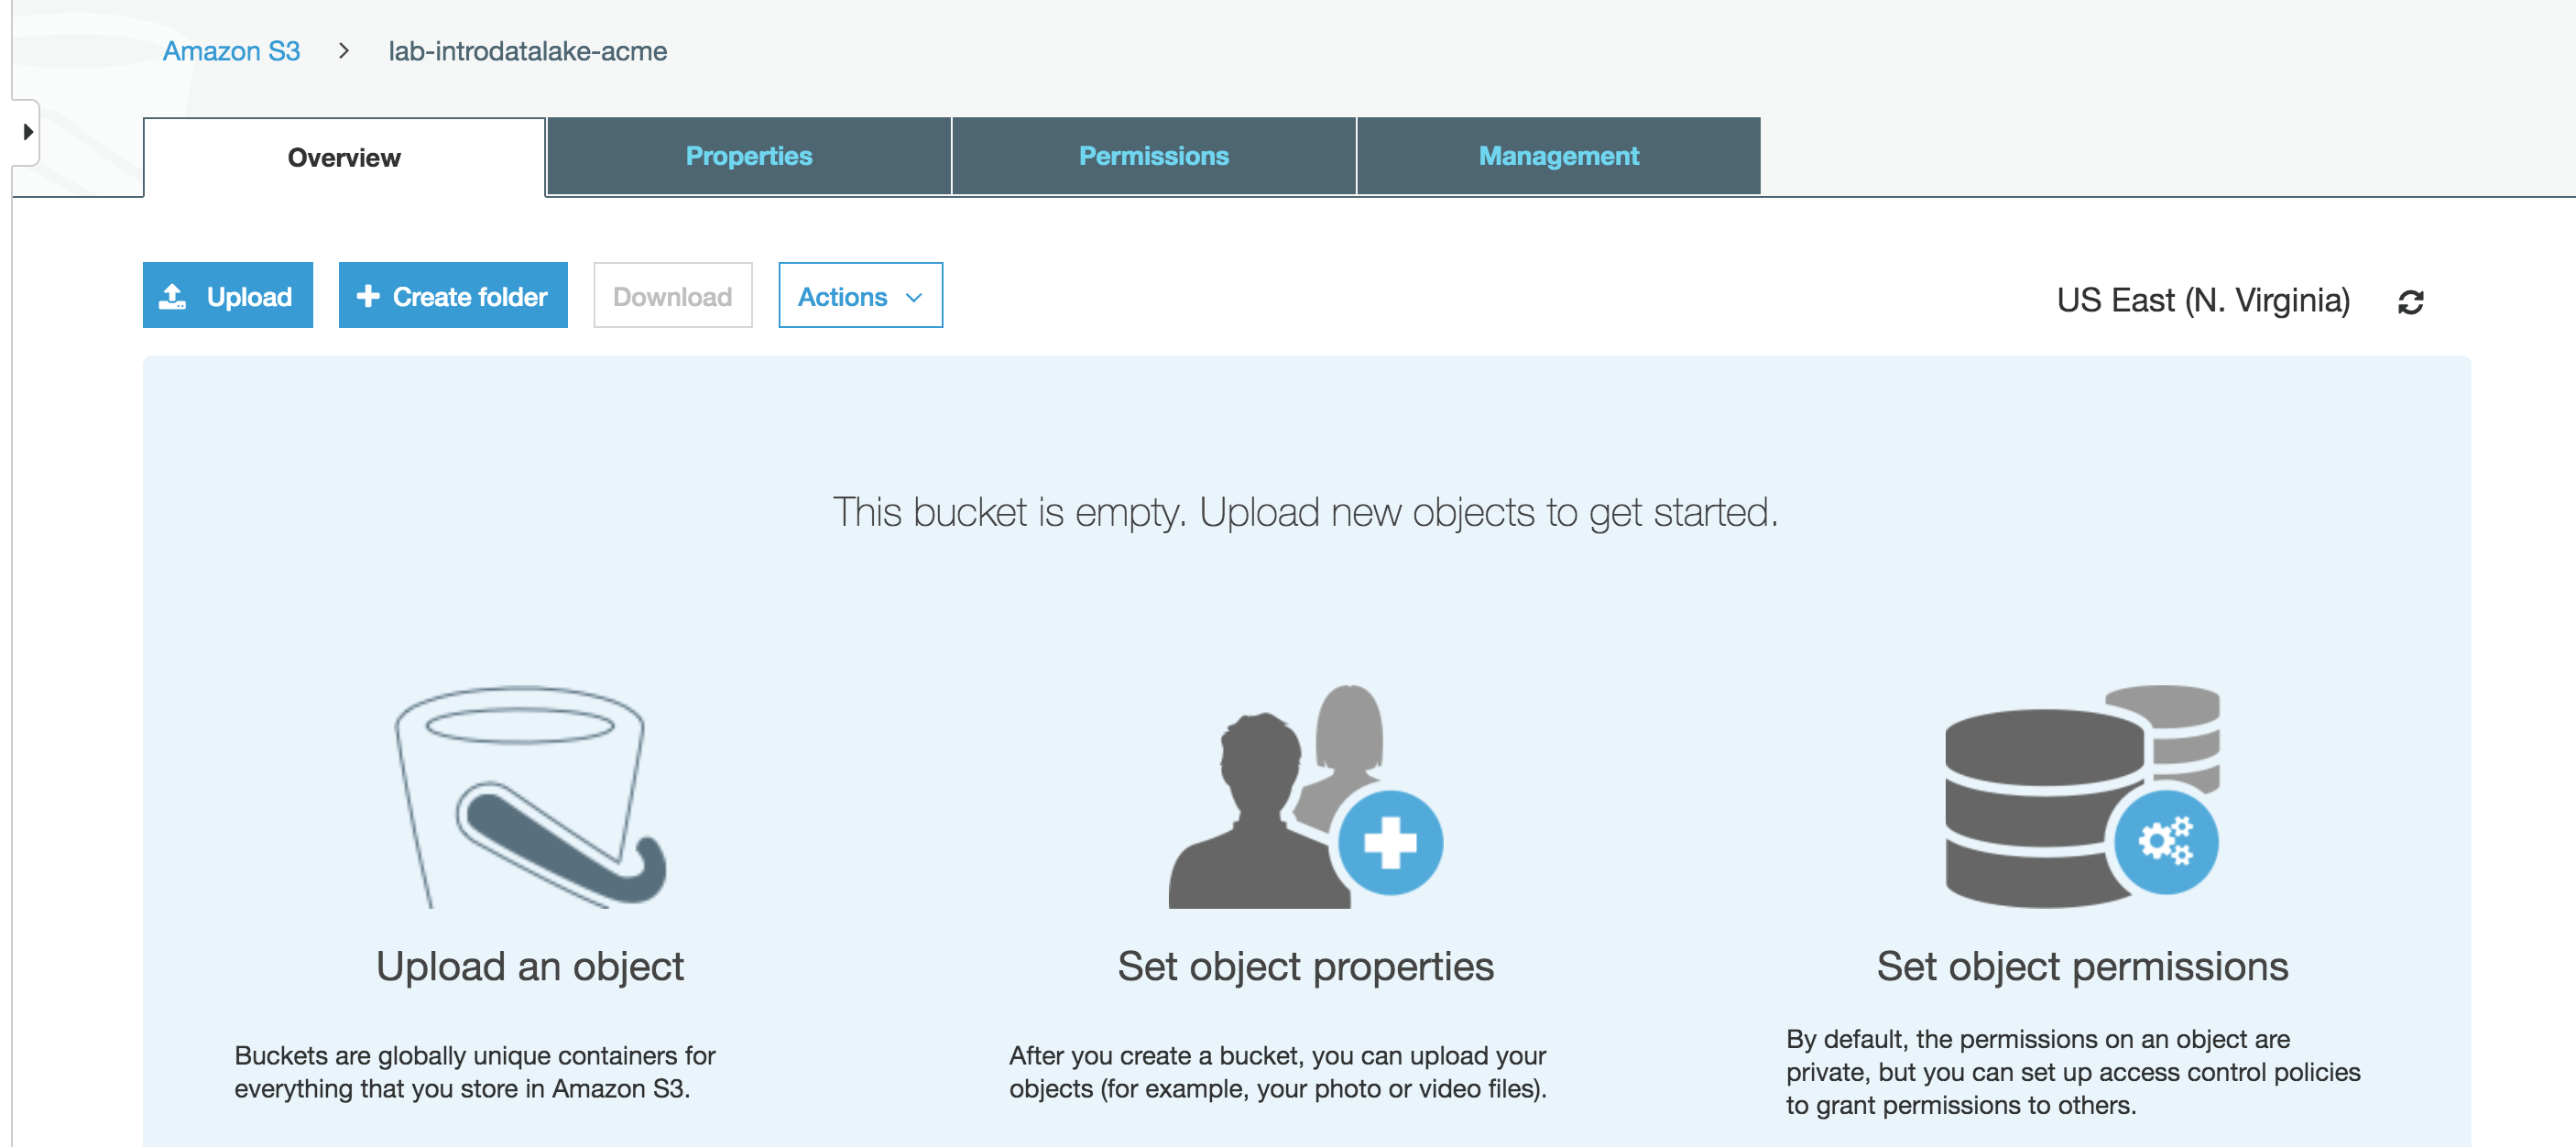 Amazon S3 > lab-introdatalake-acme
Overview
Properties
Permissions
Management
Upload
Create folder
Download
Actions
US East (N. Virginia)
This bucket is empty. Upload new objects to get started.
Upload an object
Buckets are globally unique containers for
everything that you store in Amazon S3.
Set object properties
After you create a bucket, you can upload your
objects (for example, your photo or video files).
Set object permissions
By default, the permissions on an object are
private, but you can set up access control policies
to grant permissions to others.